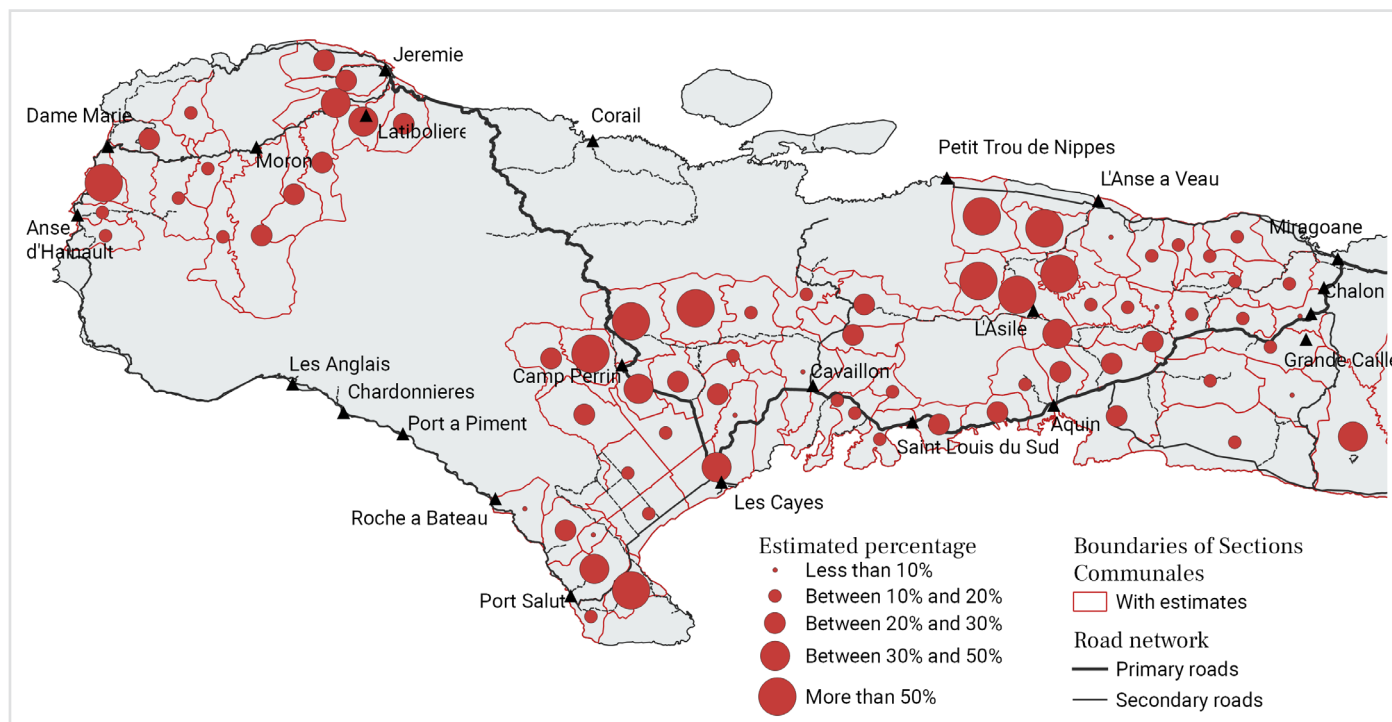 Jeremie
Dame Marie
Latiboliere
Corail
Moron
Petit Trou de Nippes
L'Anse a Veau
Anse
d'Hainault
Miragoane
Chalon
L'Asile
Grande Caille
Les Anglais
Camp Perrin
Cavaillon
Chardonnieres
Port a Piment
Aquin
Saint Louis du Sud
Les Cayes
Roche a Bateau
Port Salut
Estimated percentage
Less than 10%
Between 10% and 20%
Between 20% and 30%
Between 30% and 50%
More than 50%
Boundaries of Sections
Communales
With estimates
Road network
Primary roads
Secondary roads